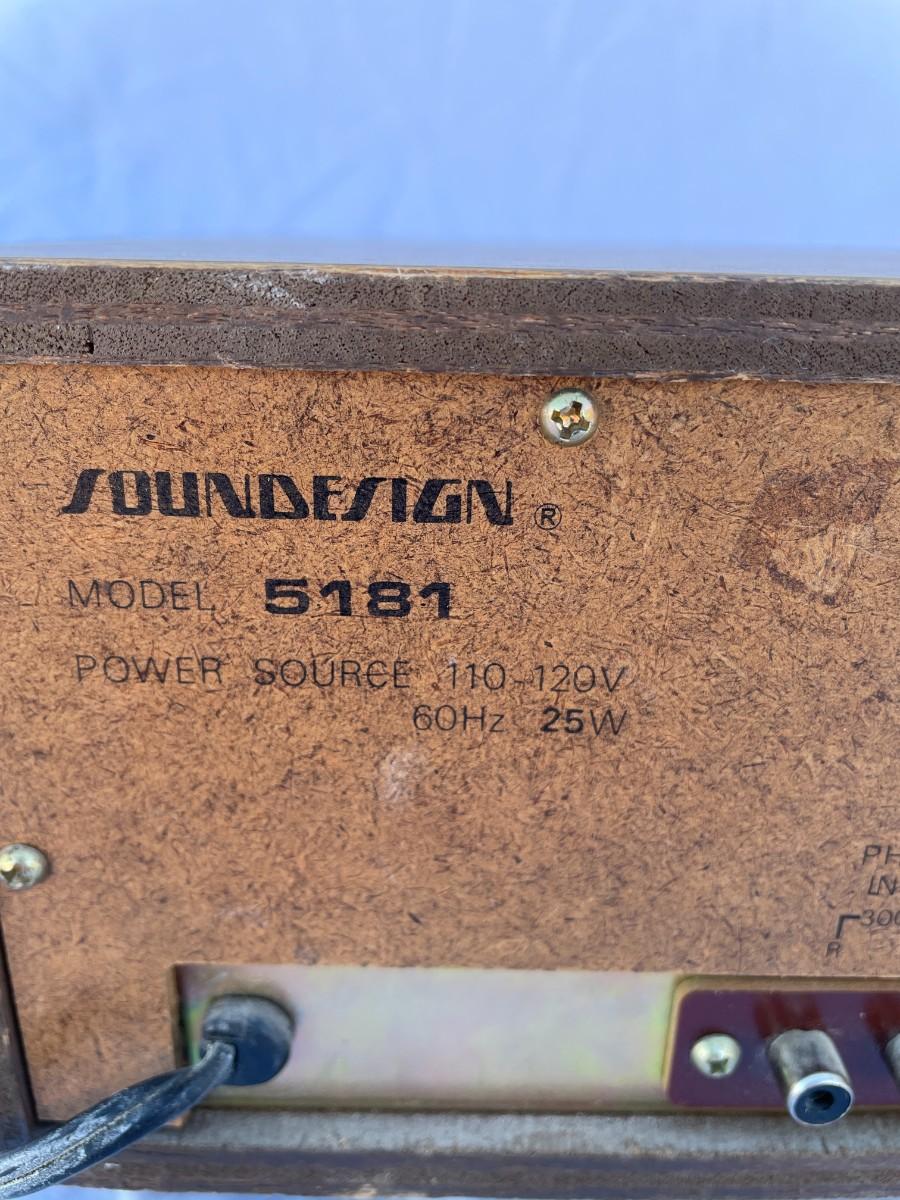 SOUNDESIGN ®
MODEL 5181
POWER SOURCE 110-120V
60Hz 25W
R